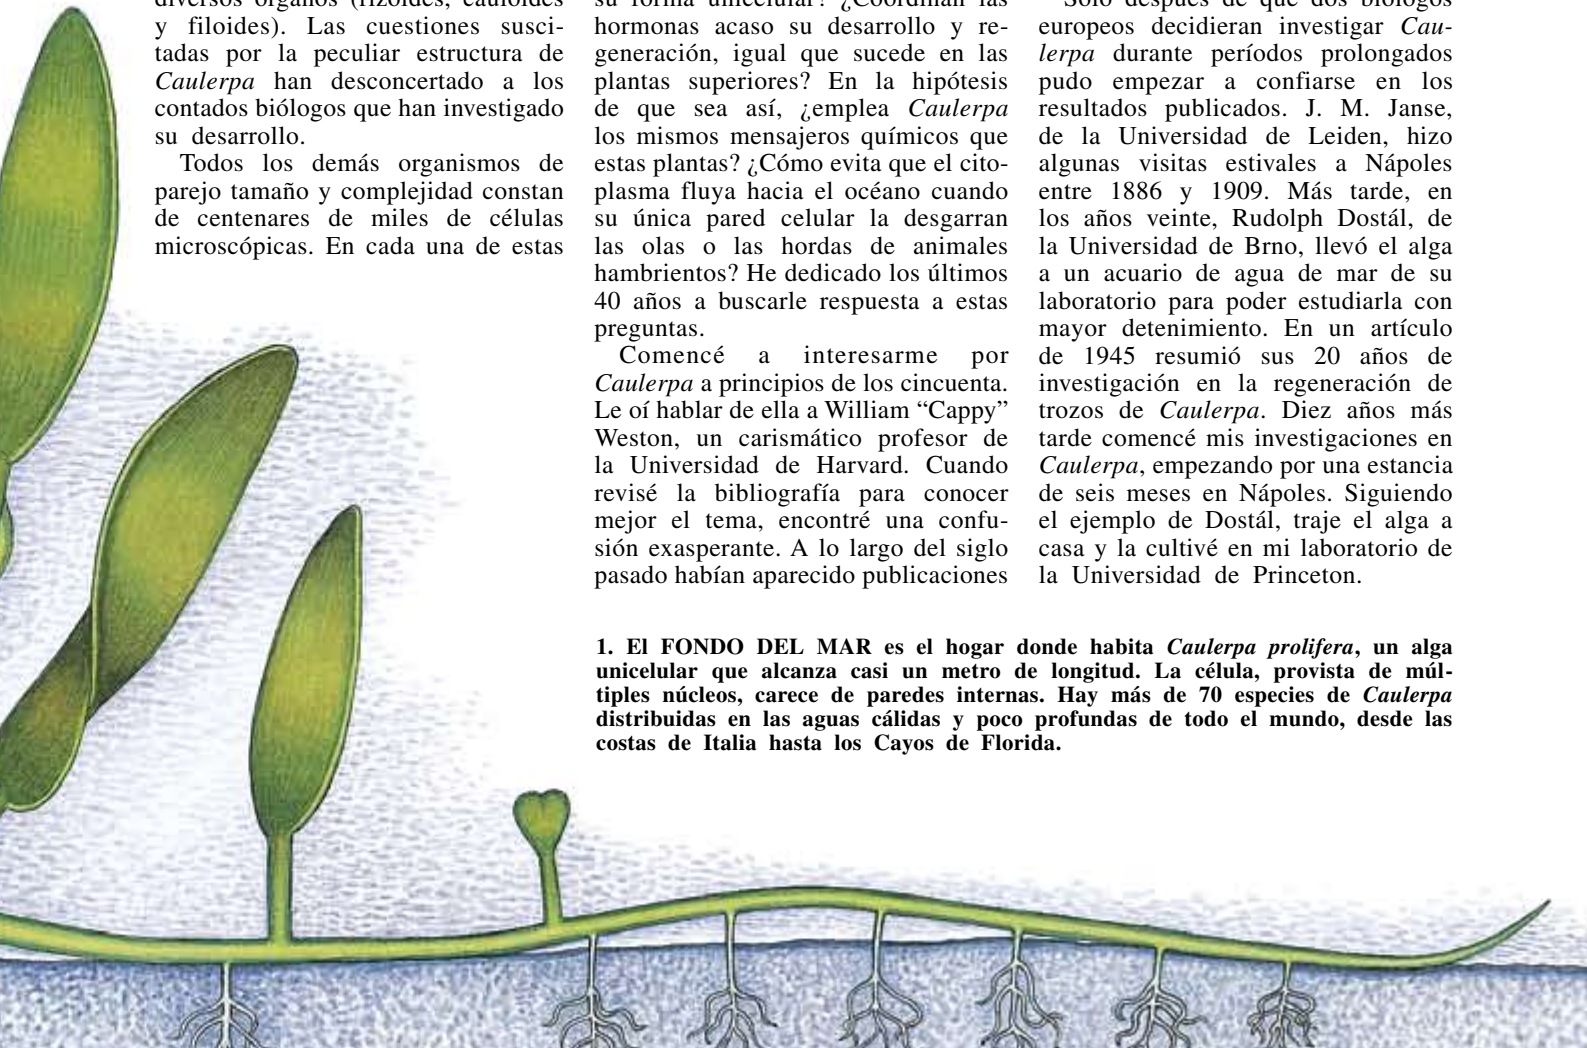 diversos órganos (rizoides, cauloides
y filoides). Las cuestiones susci-
tadas por la peculiar estructura de
Caulerpa han desconcertado a los
contados biólogos que han investigado
su desarrollo.
Todos los demás organismos de
parejo tamaño y complejidad constan
de centenares de miles de células
microscópicas. En cada una de estas
su forma unicelular? ¿Coordinan las
hormonas acaso su desarrollo y re-
generación, igual que sucede en las
plantas superiores? En la hipótesis
de que sea así, ¿emplea Caulerpa
los mismos mensajeros químicos que
estas plantas? ¿Cómo evita que el cito-
plasma fluya hacia el océano cuando
su única pared celular la desgarran
las olas o las hordas de animales
hambrientos? He dedicado los últimos
40 años a buscarle respuesta a estas
preguntas.
Comencé a interesarme por
Caulerpa a principios de los cincuenta.
Le oí hablar de ella a William “Cappy”
Weston, un carismático profesor de
la Universidad de Harvard. Cuando
revisé la bibliografía para conocer
mejor el tema, encontré una confu-
sión exasperante. A lo largo del siglo
pasado habían aparecido publicaciones
Sólo después de que dos biólogos
europeos decidieran investigar Cau-
lerpa durante períodos prolongados
pudo empezar a confiarse en los
resultados publicados. J. M. Janse,
de la Universidad de Leiden, hizo
algunas visitas estivales a Nápoles
entre 1886 y 1909. Más tarde, en
los años veinte, Rudolph Dostál, de
la Universidad de Brno, llevó el alga
a un acuario de agua de mar de su
laboratorio para poder estudiarla con
mayor detenimiento. En un artículo
de 1945 resumió sus 20 años de
investigación en la regeneración de
trozos de Caulerpa. Diez años más
tarde comencé mis investigaciones en
Caulerpa, empezando por una estancia
de seis meses en Nápoles. Siguiendo
el ejemplo de Dostál, traje el alga a
casa y la cultivé en mi laboratorio de
la Universidad de Princeton.
1. El FONDO DEL MAR es el hogar donde habita Caulerpa prolifera, un alga
unicelular que alcanza casi un metro de longitud. La célula, provista de múl-
tiples núcleos, carece de paredes internas. Hay más de 70 especies de Caulerpa
distribuidas en las aguas cálidas y poco profundas de todo el mundo, desde las
costas de Italia hasta los Cayos de Florida.